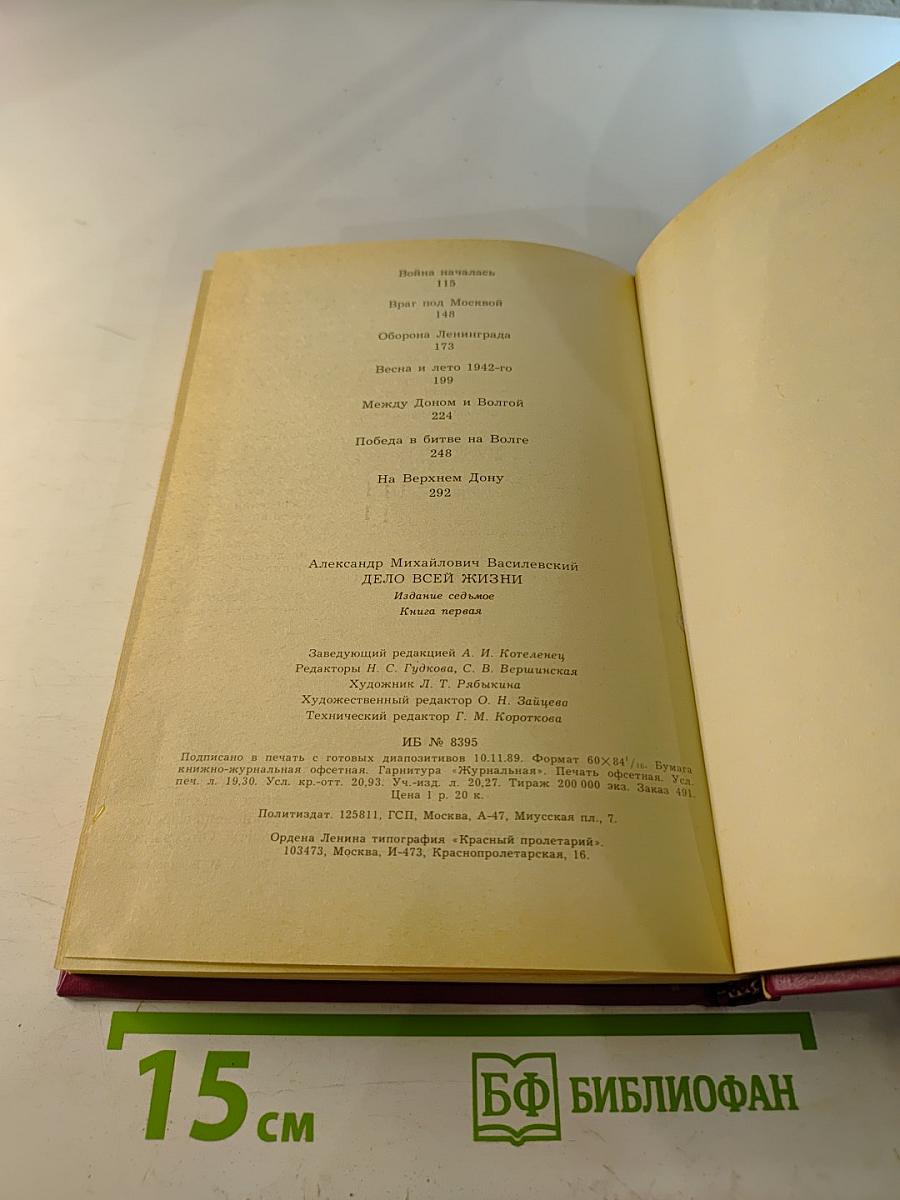 Война началась
115
Враг под Москвой
148
Оборона Ленинграда
173
Весна и лето 1942-го
199
Между Доном и Волгой
224
Победа в битве на Волге
248
На Верхнем Дону
292
Александр Михайлович Василевский
ДЕЛО ВСЕЙ ЖИЗНИ
Издание седьмое
Книга первая
Заведующий редакцией А. И. Котеленец
Редакторы Н. С. Гудкова, С. В. Вершинская
Художник Л. Т. Рябыкина
Художественный редактор О. Н. Зайцева
Технический редактор Г. М. Короткова
ИБ № 8395
Подписано в печать с готовых диапозитивов 10.11.89. Формат 60×84¹/₁₆. Бумага
книжно-журнальная офсетная. Гарнитура «Журнальная». Печать офсетная. Усл.
печ. л. 19,30. Усл. кр.-отт. 20,93. Уч.-изд. л. 20,27. Тираж 200 000 экз. Заказ 491.
Цена 1 р. 20 к.
Политиздат. 125811, ГСП, Москва, А-47, Миусская пл., 7.
Ордена Ленина типография «Красный пролетарий».
103473, Москва, И-473, Краснопролетарская, 16.
15 см
БФ БИБЛИОФАН